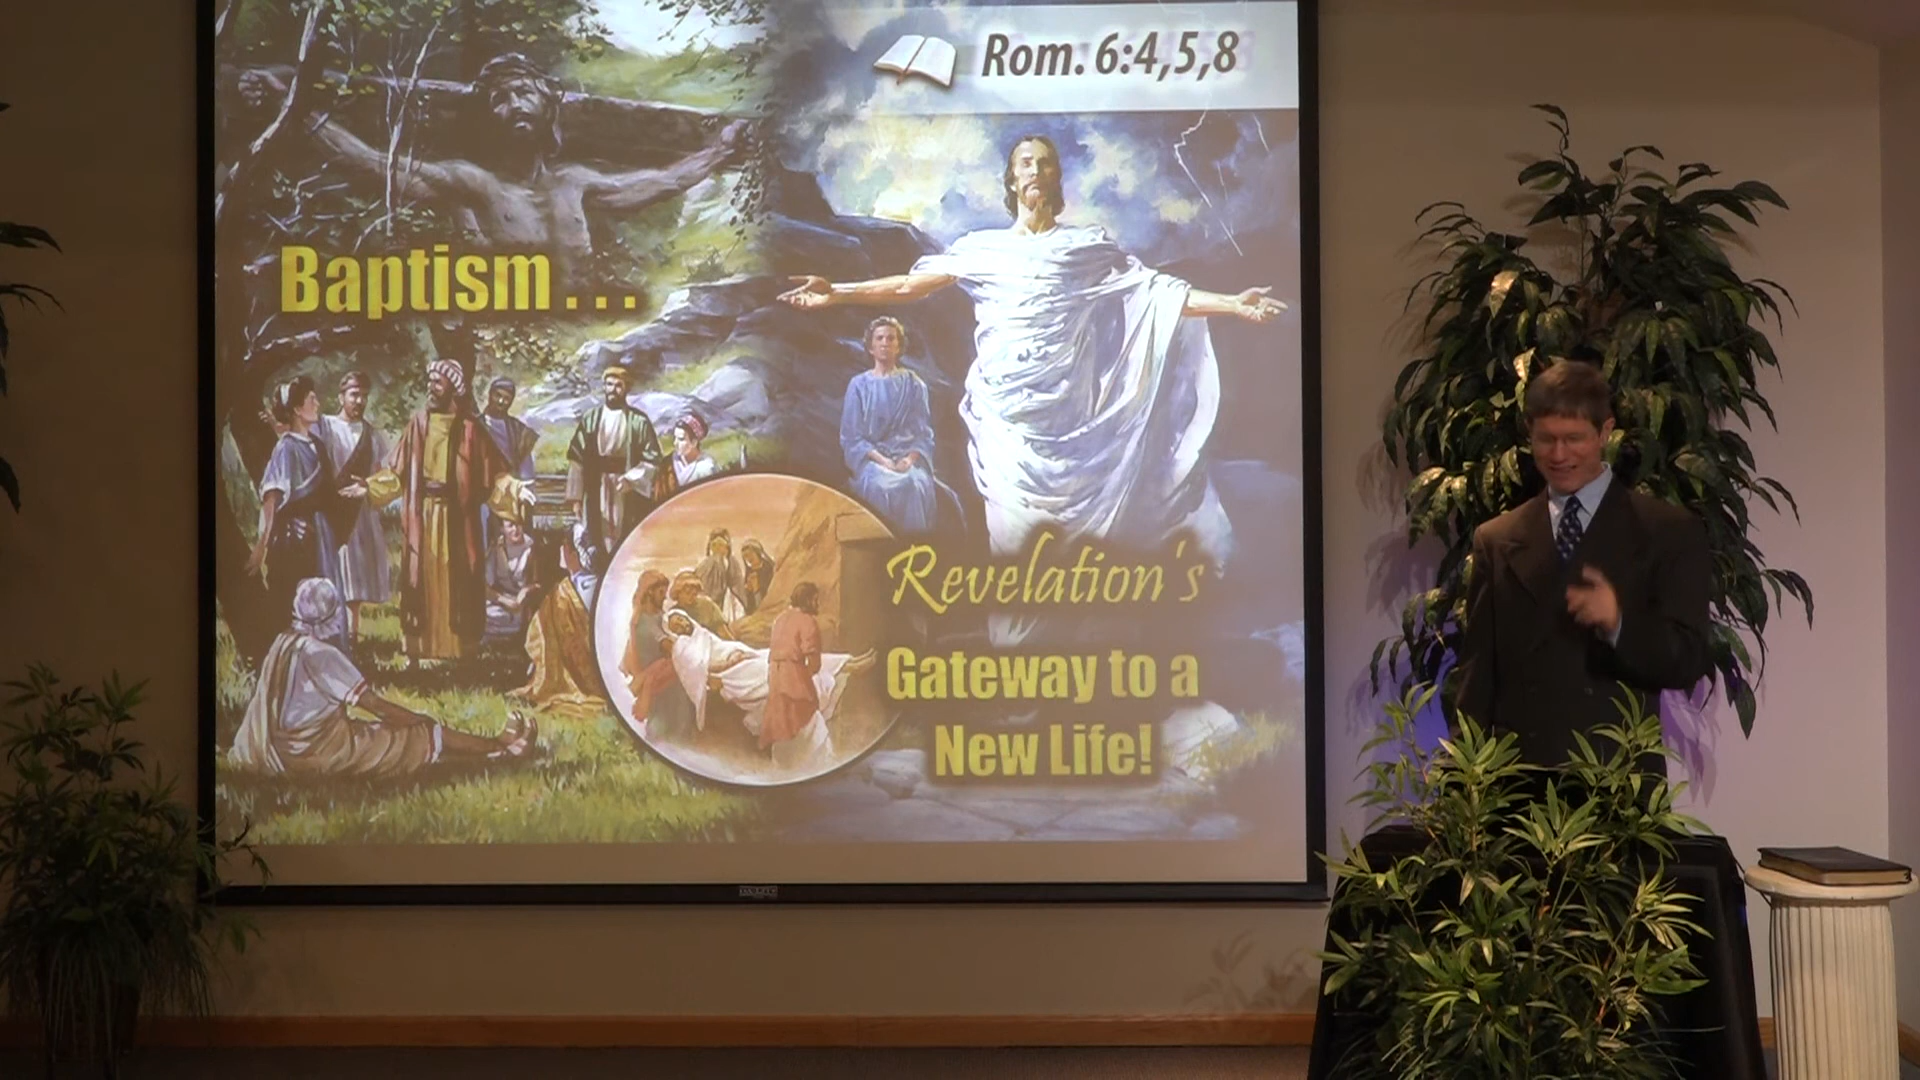 Rom. 6:4,5,8
Baptism...
Revelation's
Gateway to a
New Life!